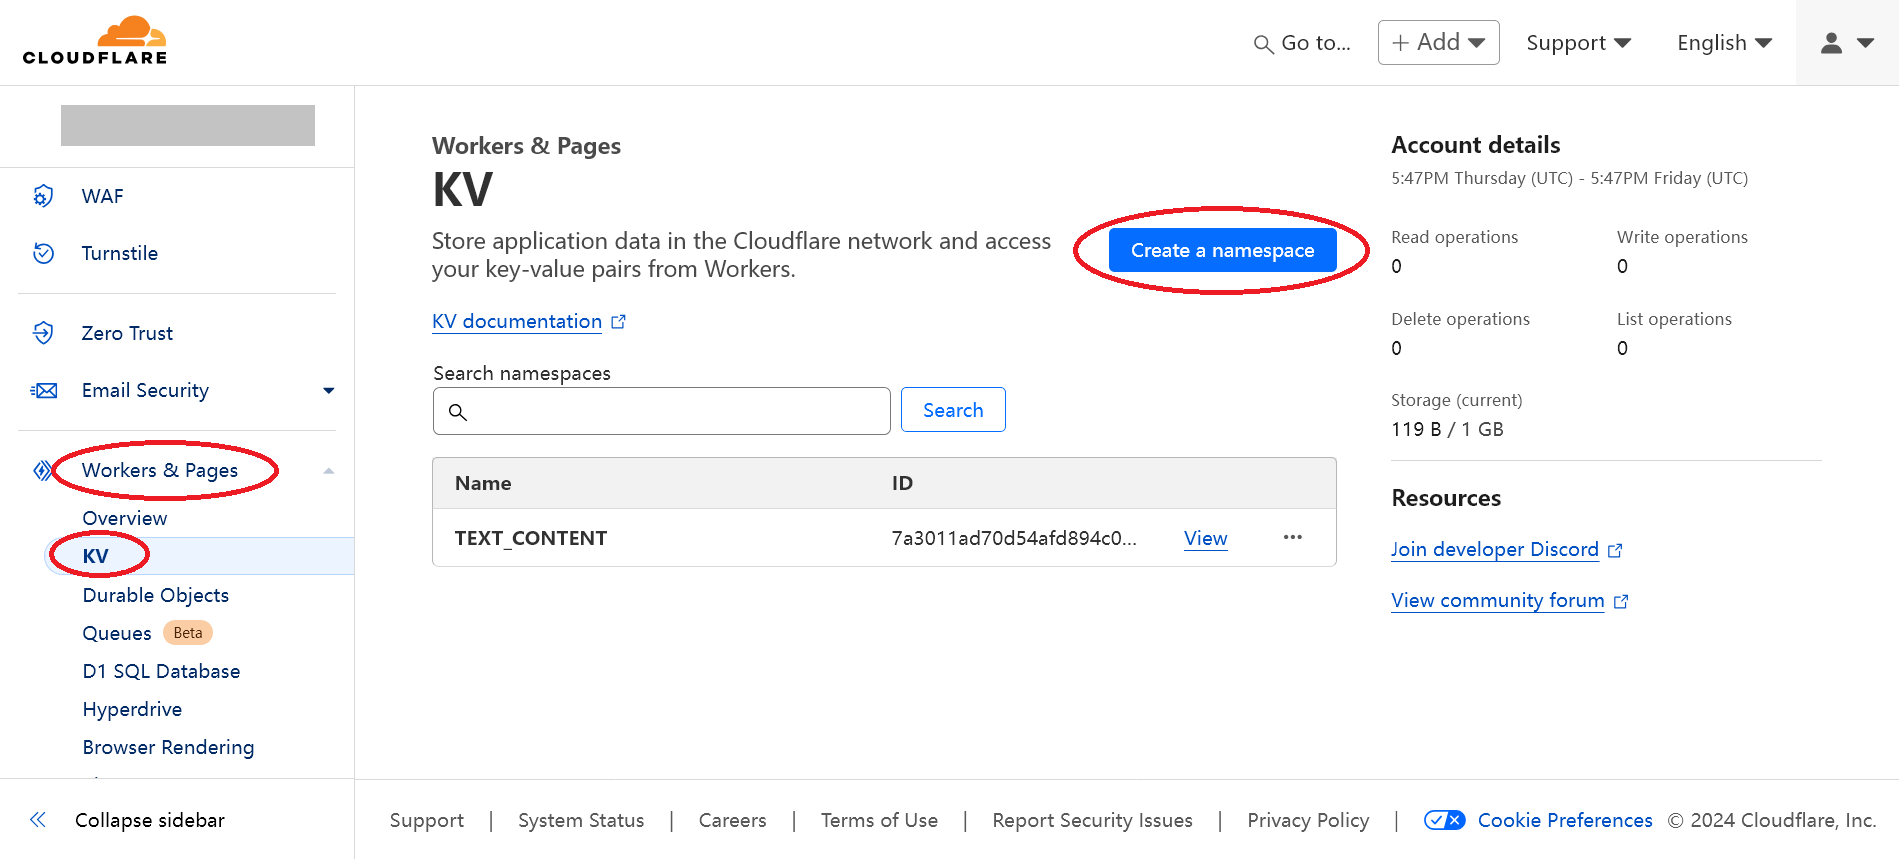 CLOUDFLARE
Go to...
+ Add
Support
English
WAF
Turnstile
Zero Trust
Email Security
Workers & Pages
Overview
KV
Durable Objects
Queues Beta
D1 SQL Database
Hyperdrive
Browser Rendering
Collapse sidebar
Workers & Pages
KV
Store application data in the Cloudflare network and access
your key-value pairs from Workers.
Create a namespace
KV documentation
Search namespaces
Search
Name ID
TEXT_CONTENT 7a3011ad70d54afd894c0... View ...
Account details
5:47PM Thursday (UTC) - 5:47PM Friday (UTC)
Read operations Write operations
0 0
Delete operations List operations
0 0
Storage (current)
119 B / 1 GB
Resources
Join developer Discord
View community forum
Support | System Status | Careers | Terms of Use | Report Security Issues | Privacy Policy | Cookie Preferences © 2024 Cloudflare, Inc.